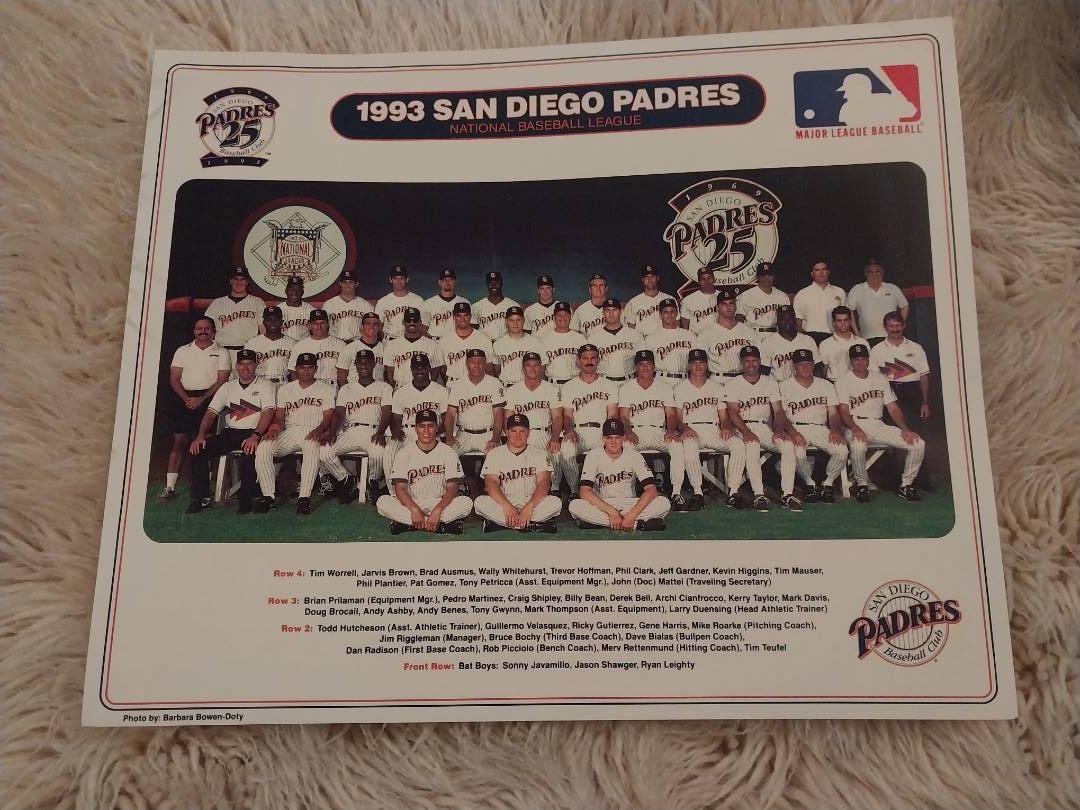 1969
SAN DIEGO
PADRES
25
Baseball Club
1993
™
1993 SAN DIEGO PADRES
NATIONAL BASEBALL LEAGUE
MAJOR LEAGUE BASEBALL
NATIONAL
LEAGUE
1969
SAN DIEGO
PADRES
25
Baseball Club
Row 4: Tim Worrell, Jarvis Brown, Brad Ausmus, Wally Whitehurst, Trevor Hoffman, Phil Clark, Jeff Gardner, Kevin Higgins, Tim Mauser,
Phil Plantier, Pat Gomez, Tony Petricca (Asst. Equipment Mgr.), John (Doc) Mattei (Traveling Secretary)
Row 3: Brian Prilaman (Equipment Mgr.), Pedro Martinez, Craig Shipley, Billy Bean, Derek Bell, Archi Cianfrocco, Kerry Taylor, Mark Davis,
Doug Brocail, Andy Ashby, Andy Benes, Tony Gwynn, Mark Thompson (Asst. Equipment), Larry Duensing (Head Athletic Trainer)
Row 2: Todd Hutcheson (Asst. Athletic Trainer), Guillermo Velasquez, Ricky Gutierrez, Gene Harris, Mike Roarke (Pitching Coach),
Jim Riggleman (Manager), Bruce Bochy (Third Base Coach), Dave Bialas (Bullpen Coach),
Dan Radison (First Base Coach), Rob Picciolo (Bench Coach), Merv Rettenmund (Hitting Coach), Tim Teufel
Front Row: Bat Boys: Sonny Javamillo, Jason Shawger, Ryan Leighty
SAN DIEGO
PADRES
Baseball Club
Photo by: Barbara Bowen-Doty